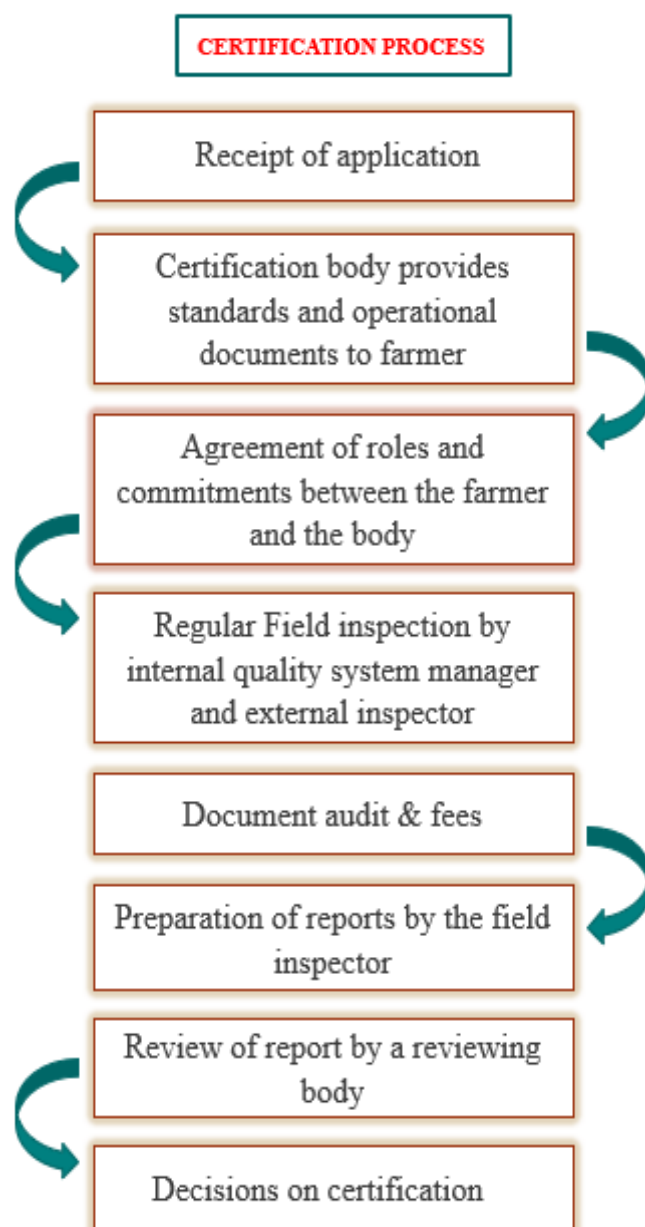 CERTIFICATION PROCESS
Receipt of application
Certification body provides
standards and operational
documents to farmer
Agreement of roles and
commitments between the farmer
and the body
Regular Field inspection by
internal quality system manager
and external inspector
Document audit & fees
Preparation of reports by the field
inspector
Review of report by a reviewing
body
Decisions on certification